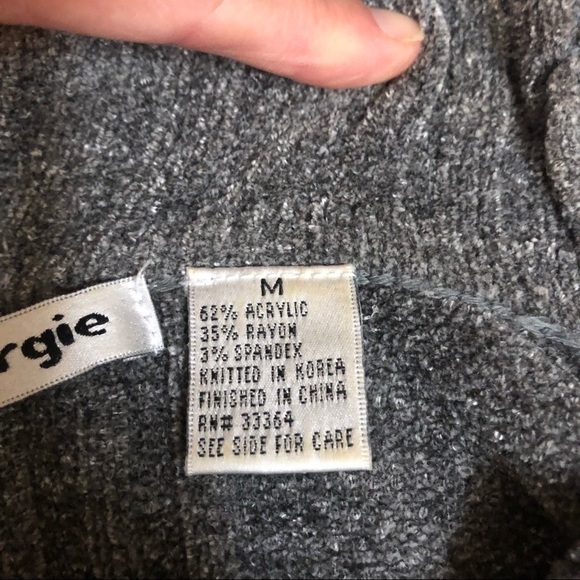 rgie
M
62% ACRYLIC
35% RAYON
3% SPANDEX
KNITTED IN KOREA
FINISHED IN CHINA
RN# 33364
SEE SIDE FOR CARE